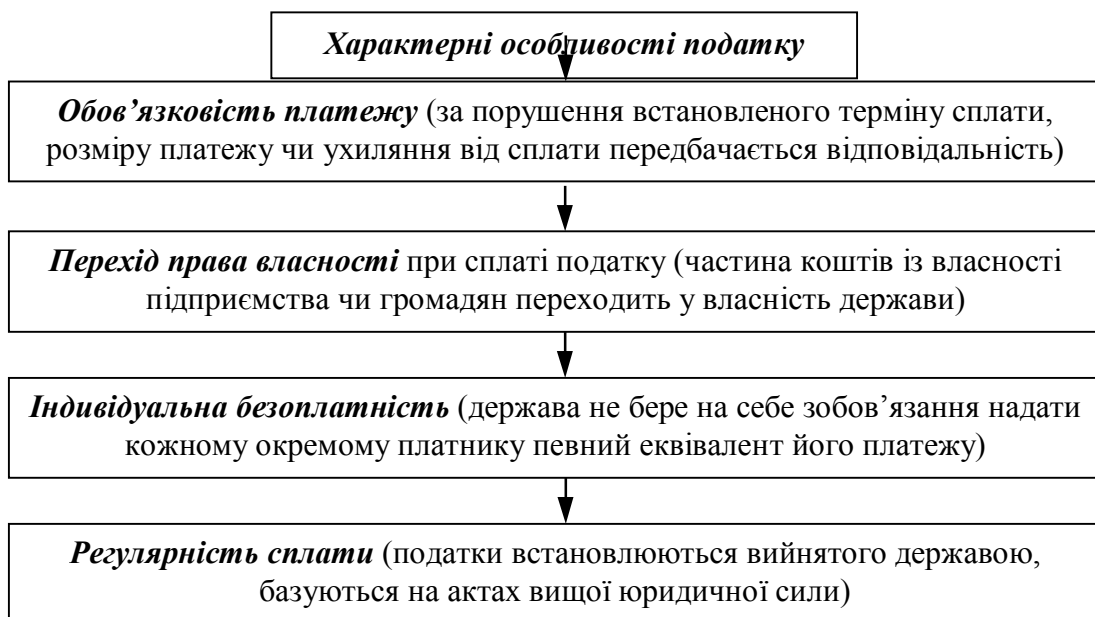 Характерні особливості податку
Обов’язковість платежу (за порушення встановленого терміну сплати,
розміру платежу чи ухиляння від сплати передбачається відповідальність)
Перехід права власності при сплаті податку (частина коштів із власності
підприємства чи громадян переходить у власність держави)
Індивідуальна безоплатність (держава не бере на себе зобов’язання надати
кожному окремому платнику певний еквівалент його платежу)
Регулярність сплати (податки встановлюються вийнятого державою,
базуються на актах вищої юридичної сили)